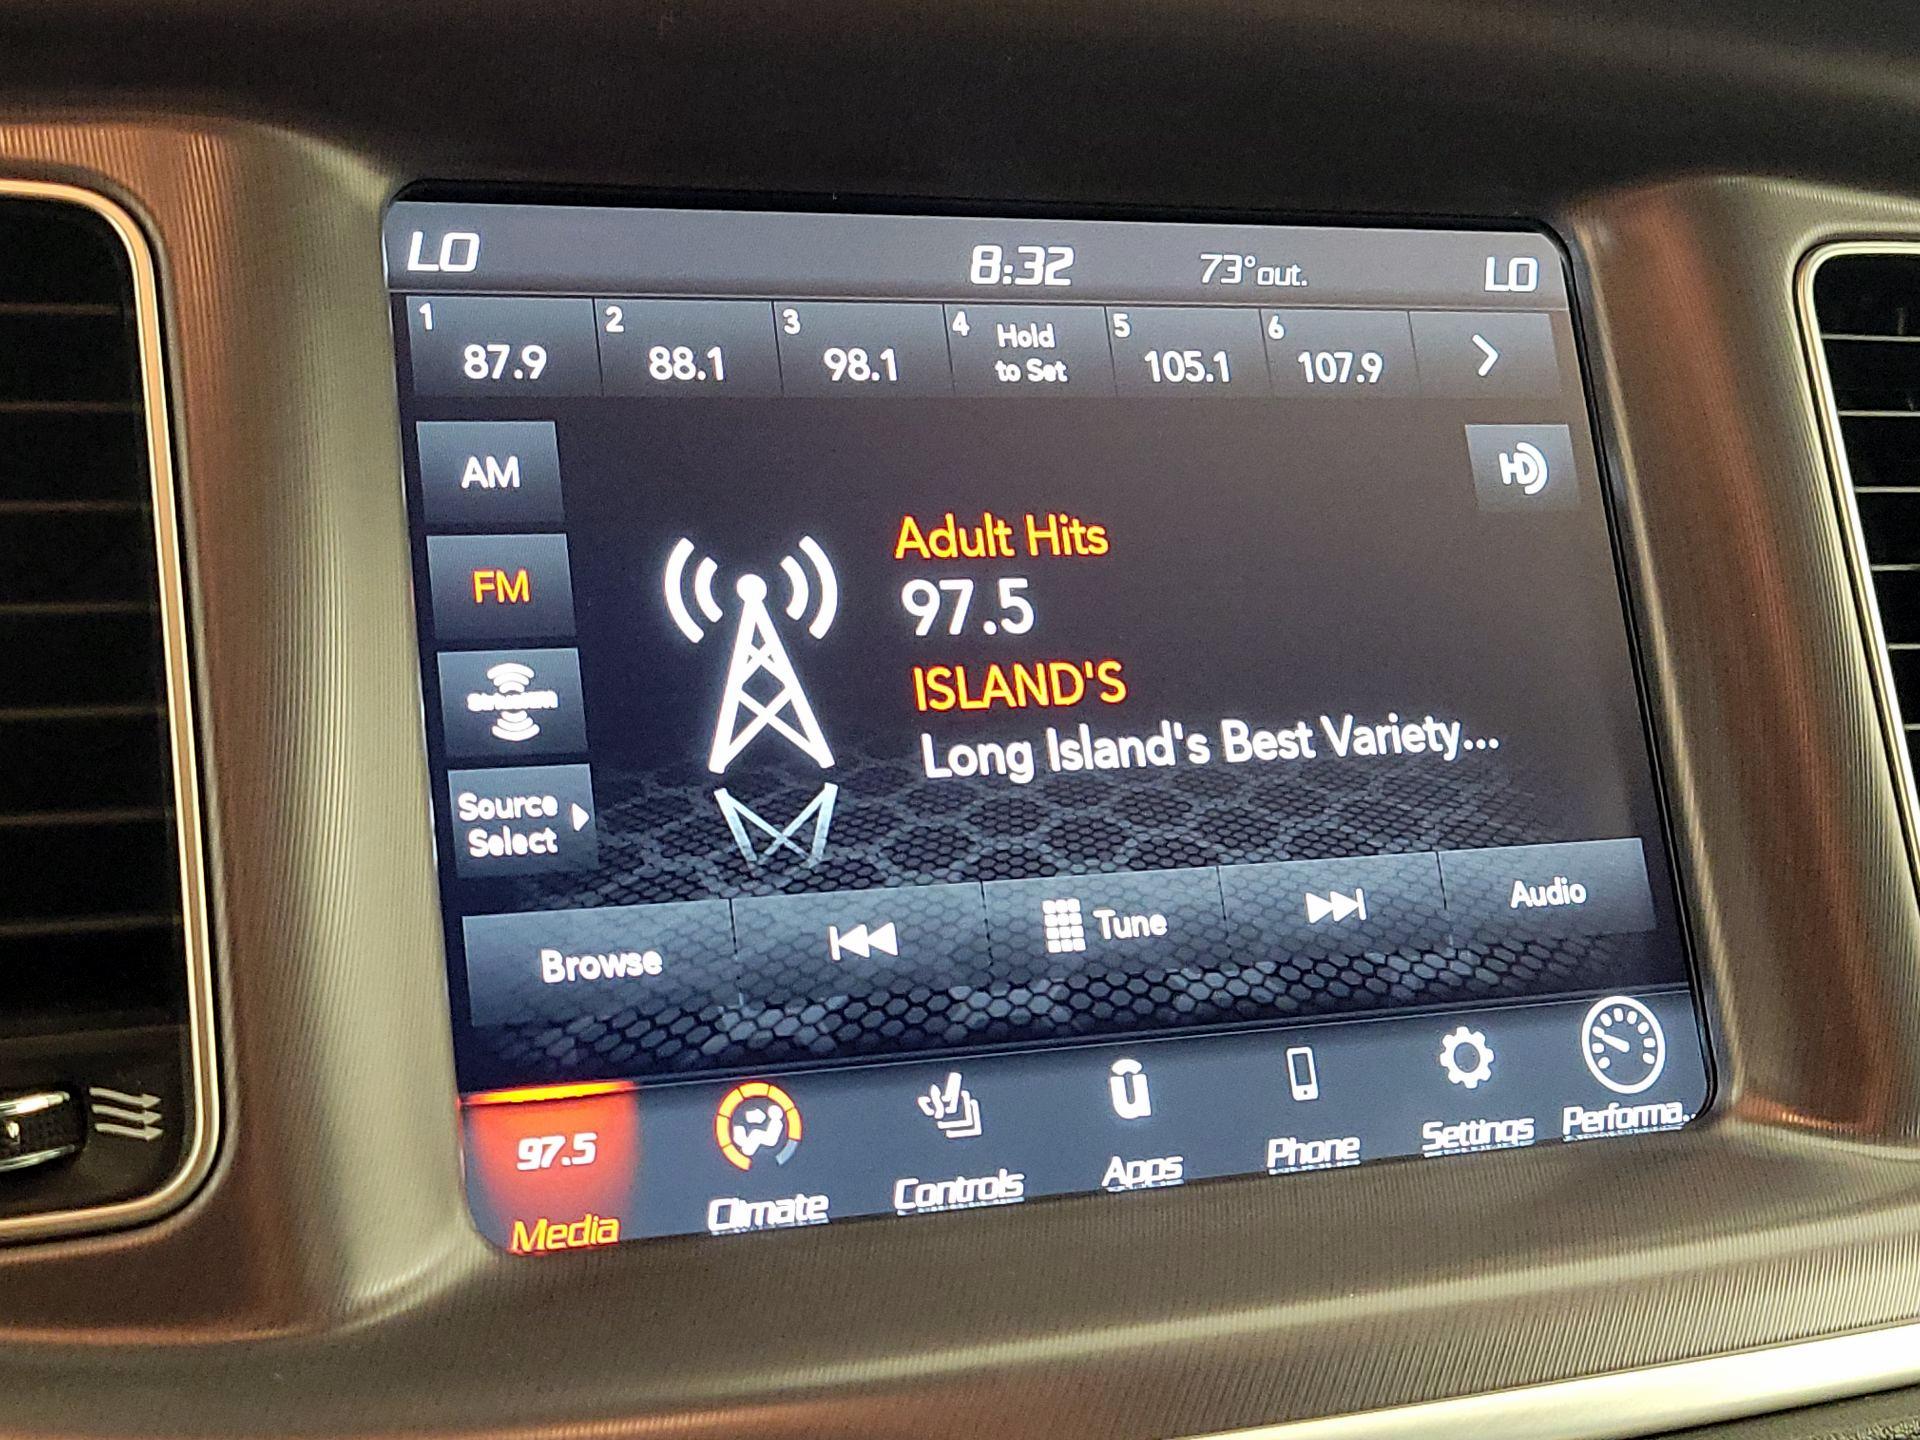 LO 8:32 73° out. LO
1 2 3 4 Hold 5 6
87.9 88.1 98.1 to Set 105.1 107.9
AM
HD
Adult Hits
FM
97.5
ISLAND'S
SiriusXM
Long Island's Best Variety...
Source
Select
Browse Tune Audio
97.5
Media Climate Controls Apps Phone Settings Performa..